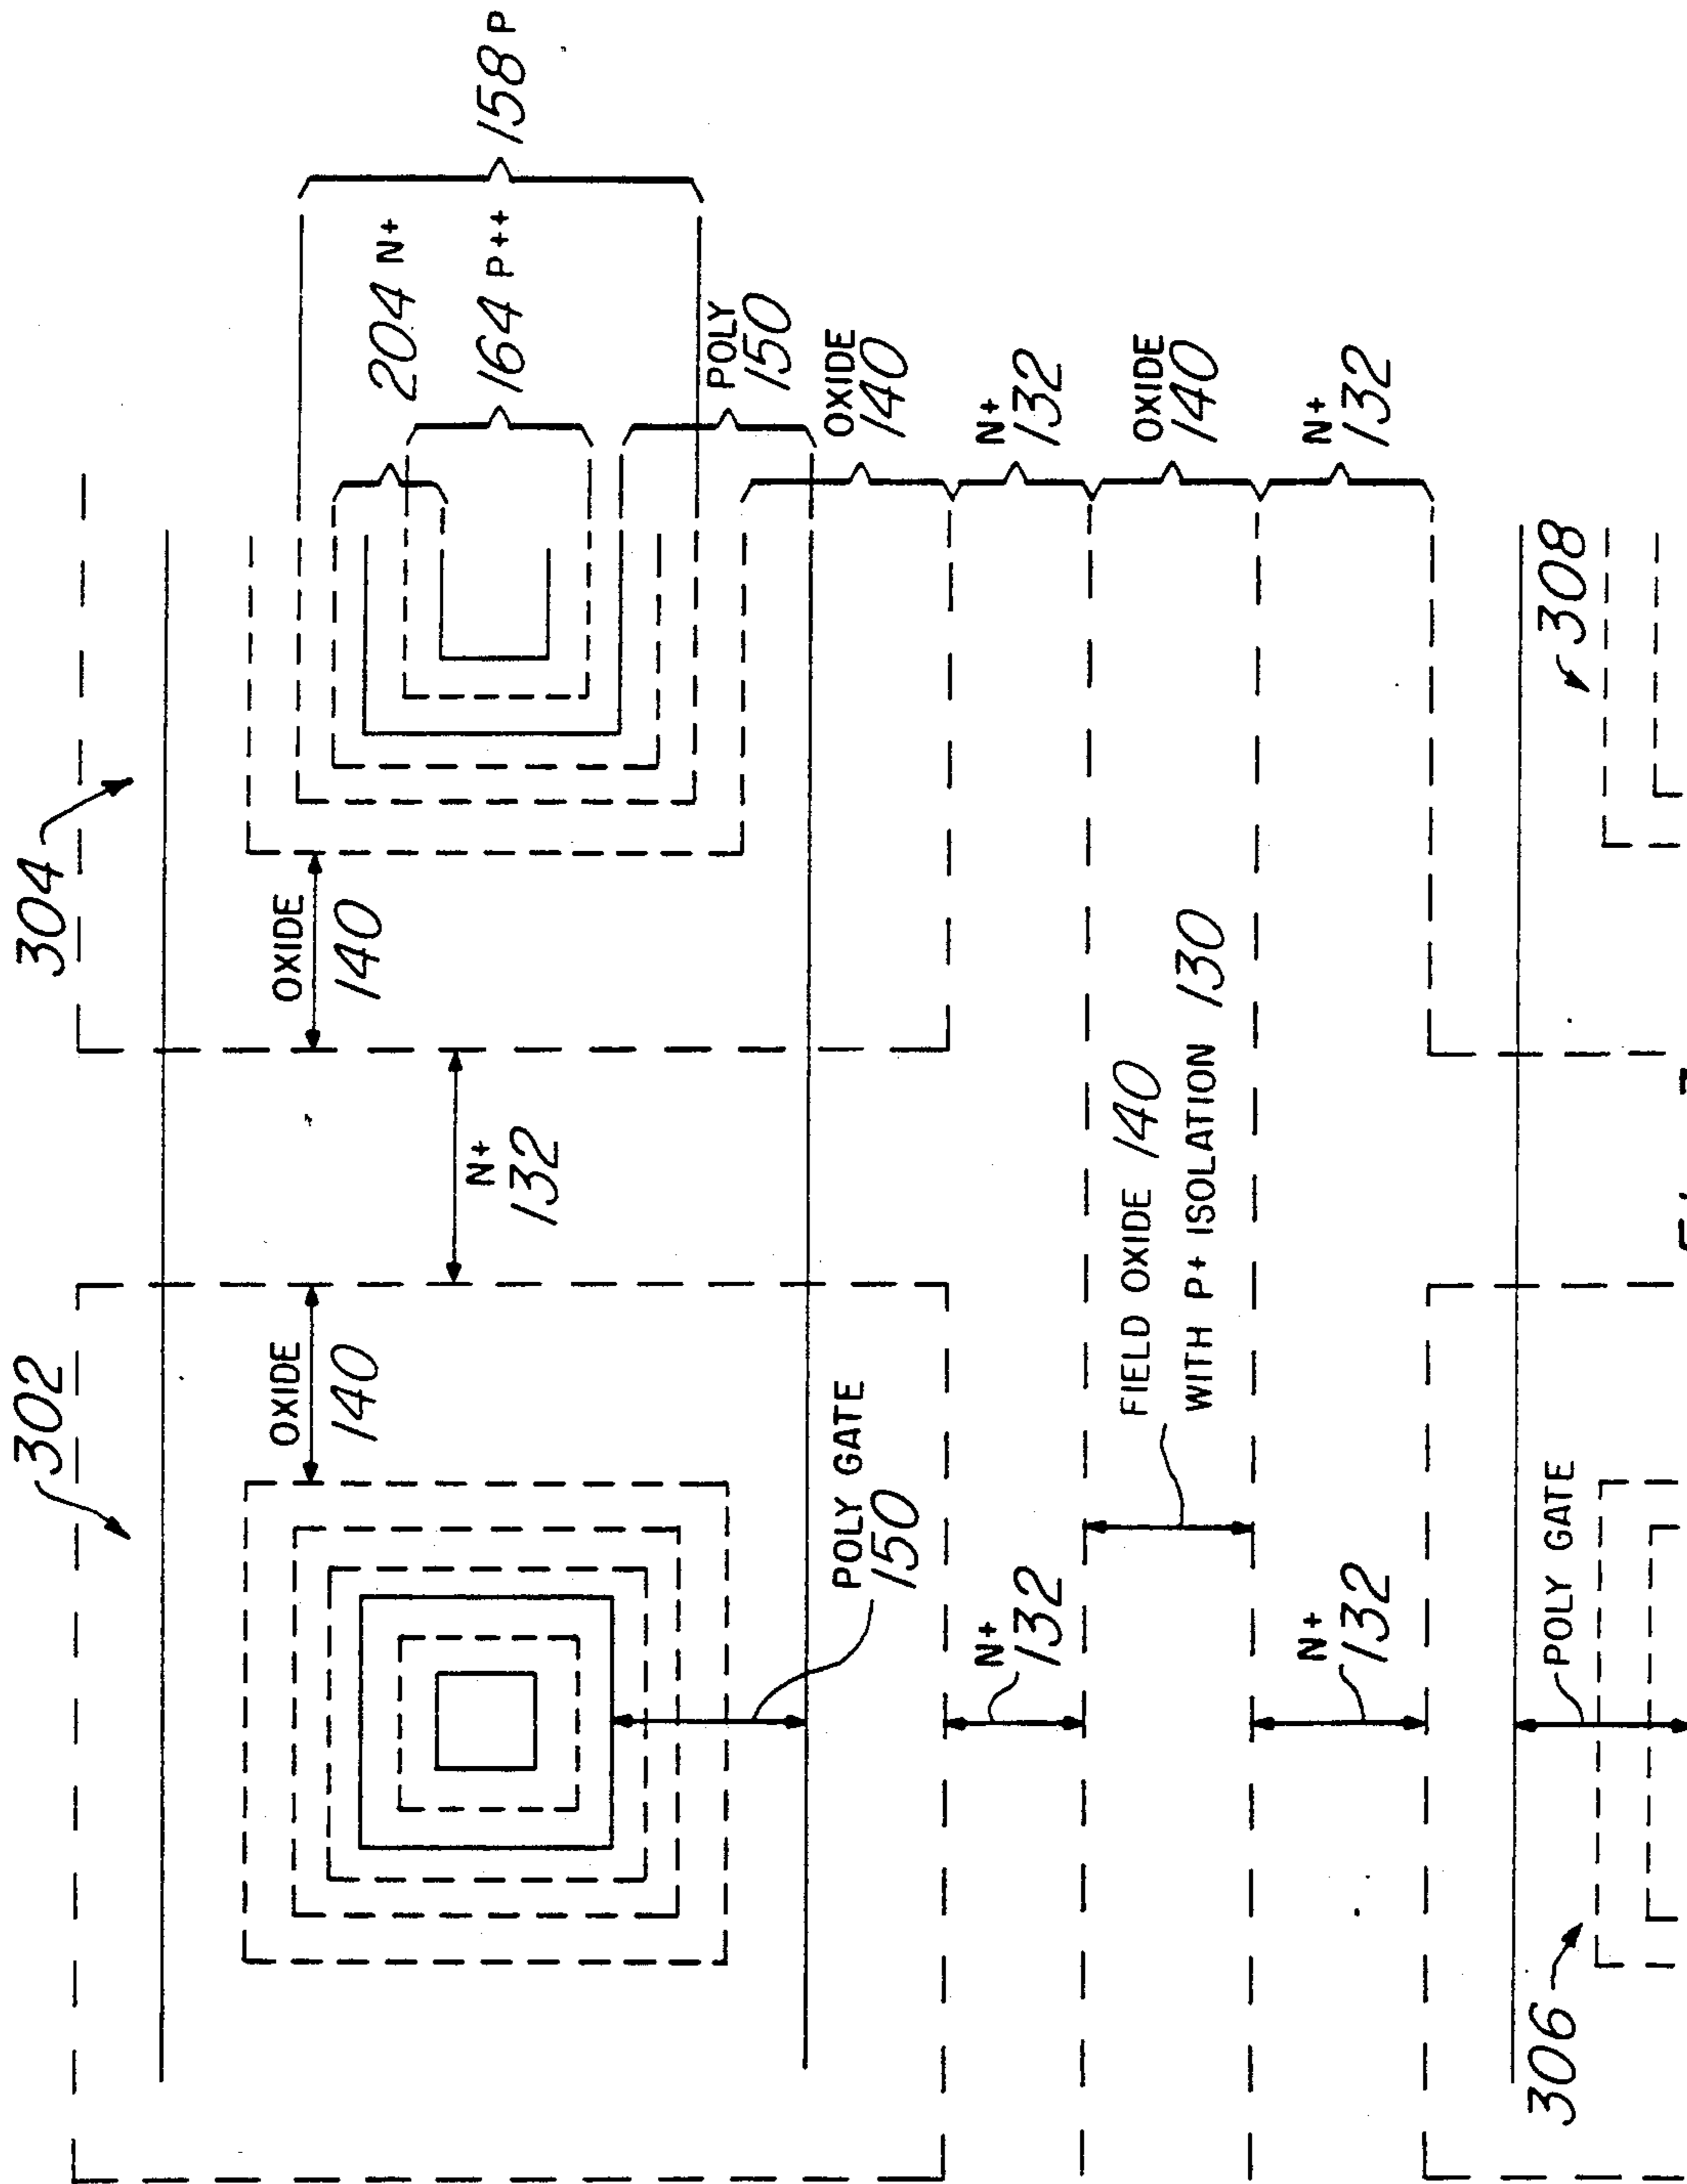 302
304
OXIDE
140
OXIDE
140
204 N+
N+
132
164 P++
158 P
POLY
150
POLY GATE
150
OXIDE
140
N+
132
N+
132
FIELD OXIDE 140
WITH P+ ISOLATION 130
OXIDE
140
N+
132
N+
132
306
POLY GATE
308